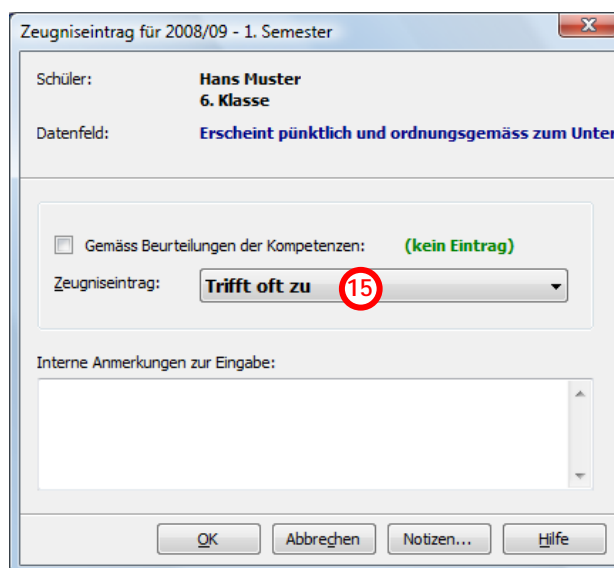 Zeugniseintrag für 2008/09 - 1. Semester
Schüler: Hans Muster
6. Klasse
Datenfeld: Erscheint pünktlich und ordnungsgemäss zum Unter
Gemäss Beurteilungen der Kompetenzen: (kein Eintrag)
Zeugniseintrag: Trifft oft zu 15
Interne Anmerkungen zur Eingabe:
OK Abbrechen Notizen... Hilfe